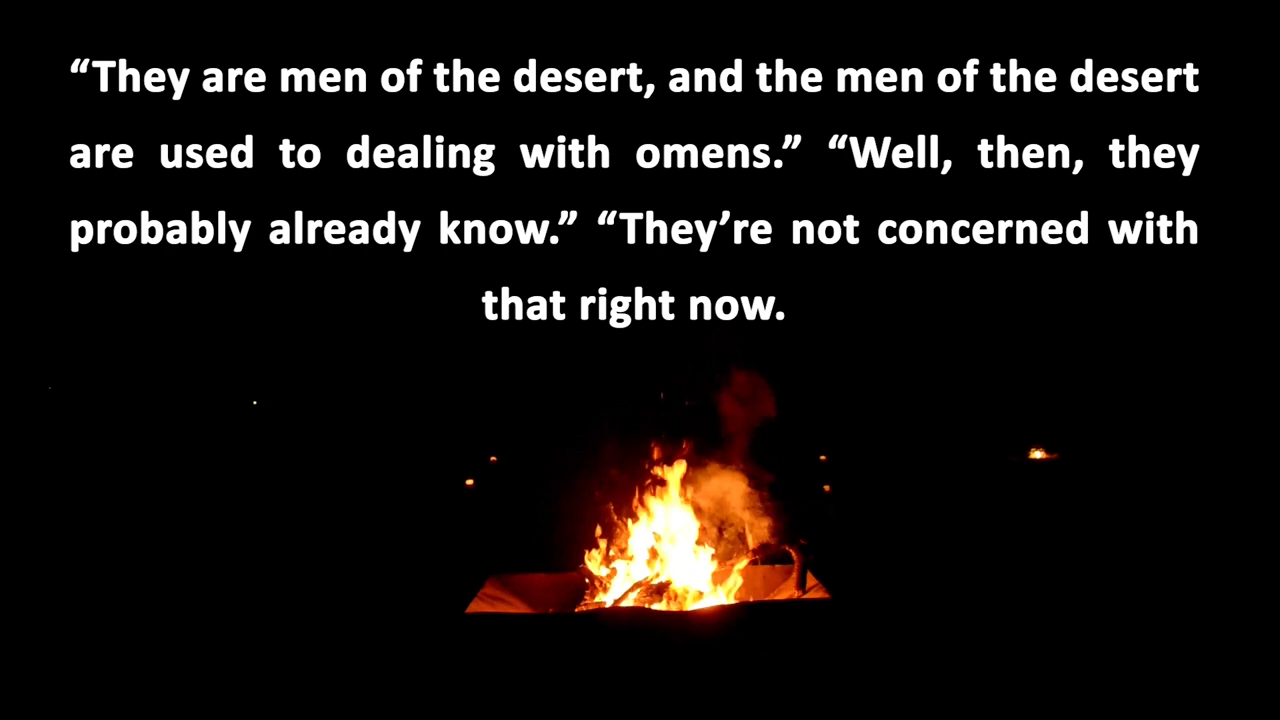 “They are men of the desert, and the men of the desert
are used to dealing with omens.” “Well, then, they
probably already know.” “They’re not concerned with
that right now.